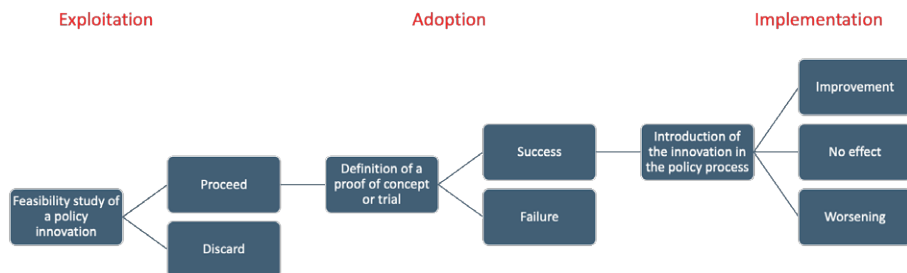 Exploitation
Adoption
Implementation
Feasibility study of
a policy
innovation
Proceed
Discard
Definition of a
proof of concept
or trial
Success
Failure
Introduction of
the innovation in
the policy process
Improvement
No effect
Worsening